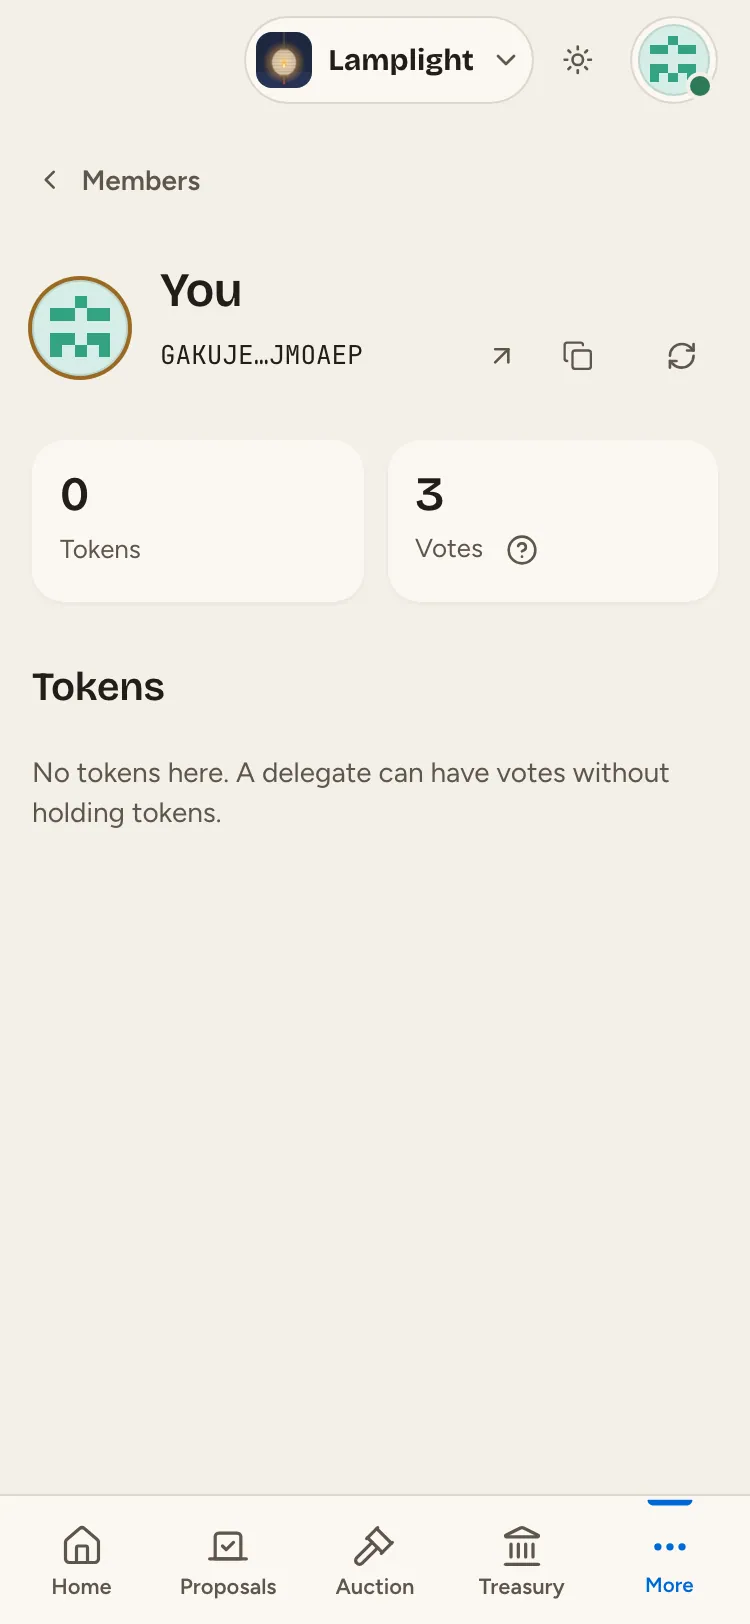 Lamplight
Members
You
GAKUJE…JMOAEP
0
Tokens
3
Votes
Tokens
No tokens here. A delegate can have votes without
holding tokens.
Home
Proposals
Auction
Treasury
More